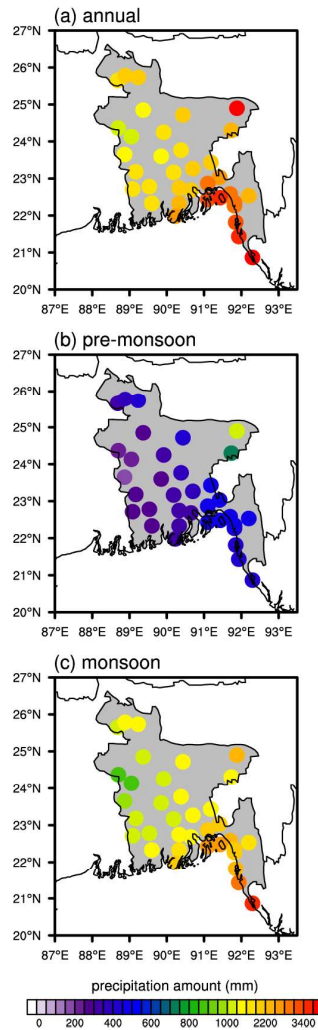 (a) annual
27°N
26°N
25°N
24°N
23°N
22°N
21°N
20°N
87°E 88°E 89°E 90°E 91°E 92°E 93°E
(b) pre-monsoon
27°N
26°N
25°N
24°N
23°N
22°N
21°N
20°N
87°E 88°E 89°E 90°E 91°E 92°E 93°E
(c) monsoon
27°N
26°N
25°N
24°N
23°N
22°N
21°N
20°N
87°E 88°E 89°E 90°E 91°E 92°E 93°E
precipitation amount (mm)
0 200 400 600 800 1000 2200 3400